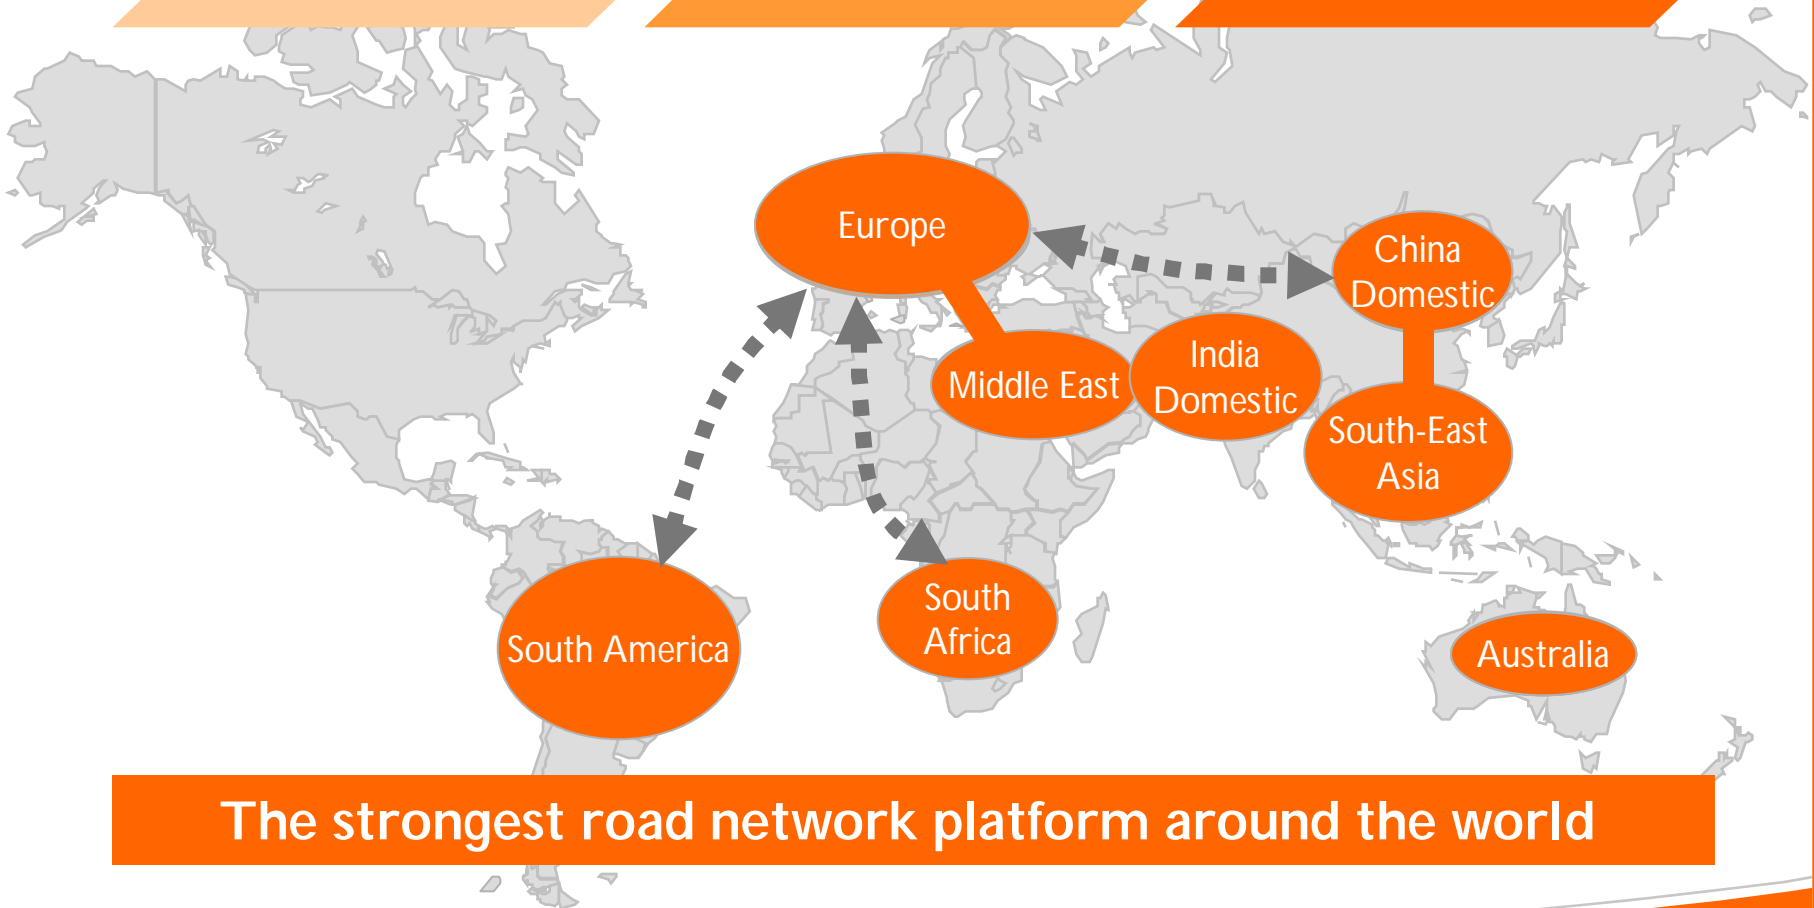 Europe
China
Domestic
India
Domestic
Middle East
South-East
Asia
South
Africa
South America
Australia
The strongest road network platform around the world